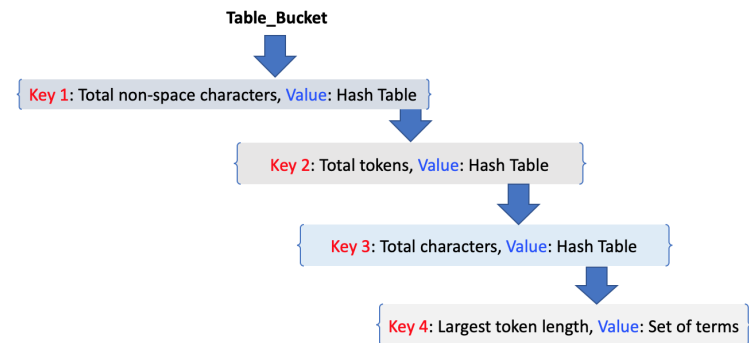 Table_Bucket
Key 1: Total non-space characters, Value: Hash Table
Key 2: Total tokens, Value: Hash Table
Key 3: Total characters, Value: Hash Table
Key 4: Largest token length, Value: Set of terms